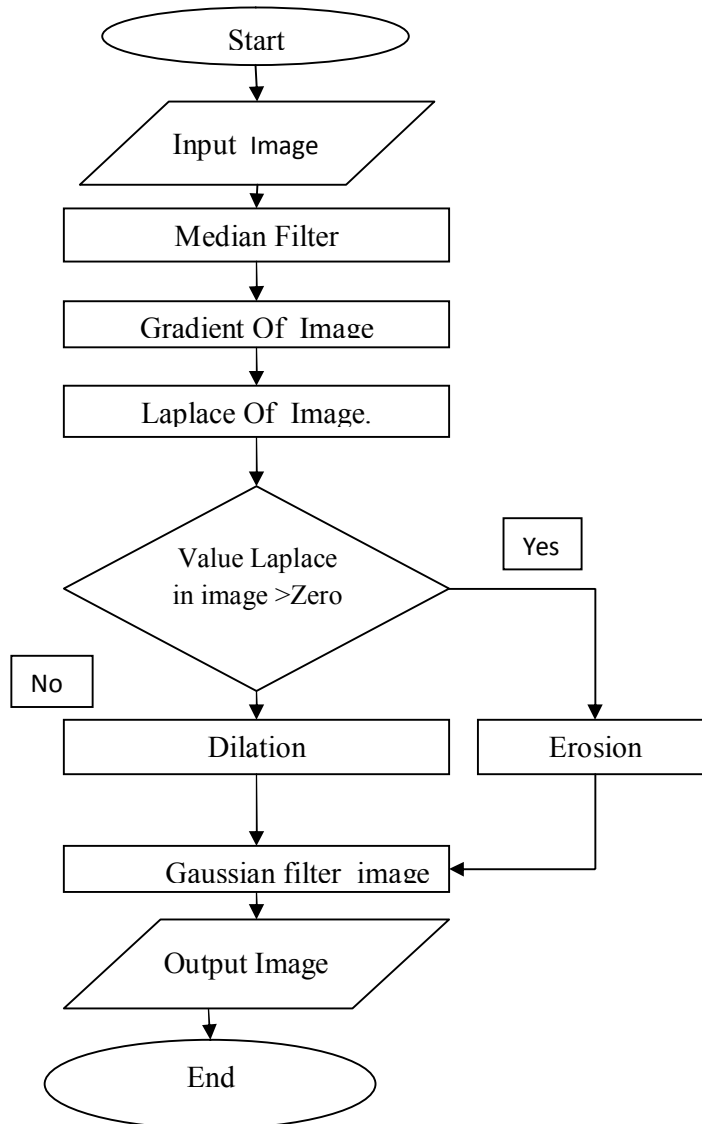 Start
Input Image
Median Filter
Gradient Of Image
Laplace Of Image.
Value Laplace
in image >Zero
Yes
No
Dilation
Erosion
Gaussian filter image
Output Image
End